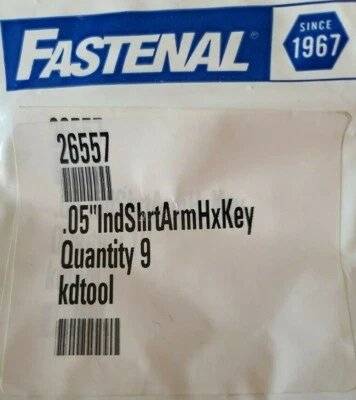 FASTENAL
SINCE
1967
26557
.05"IndShrtArmHxKey
Quantity 9
kdtool